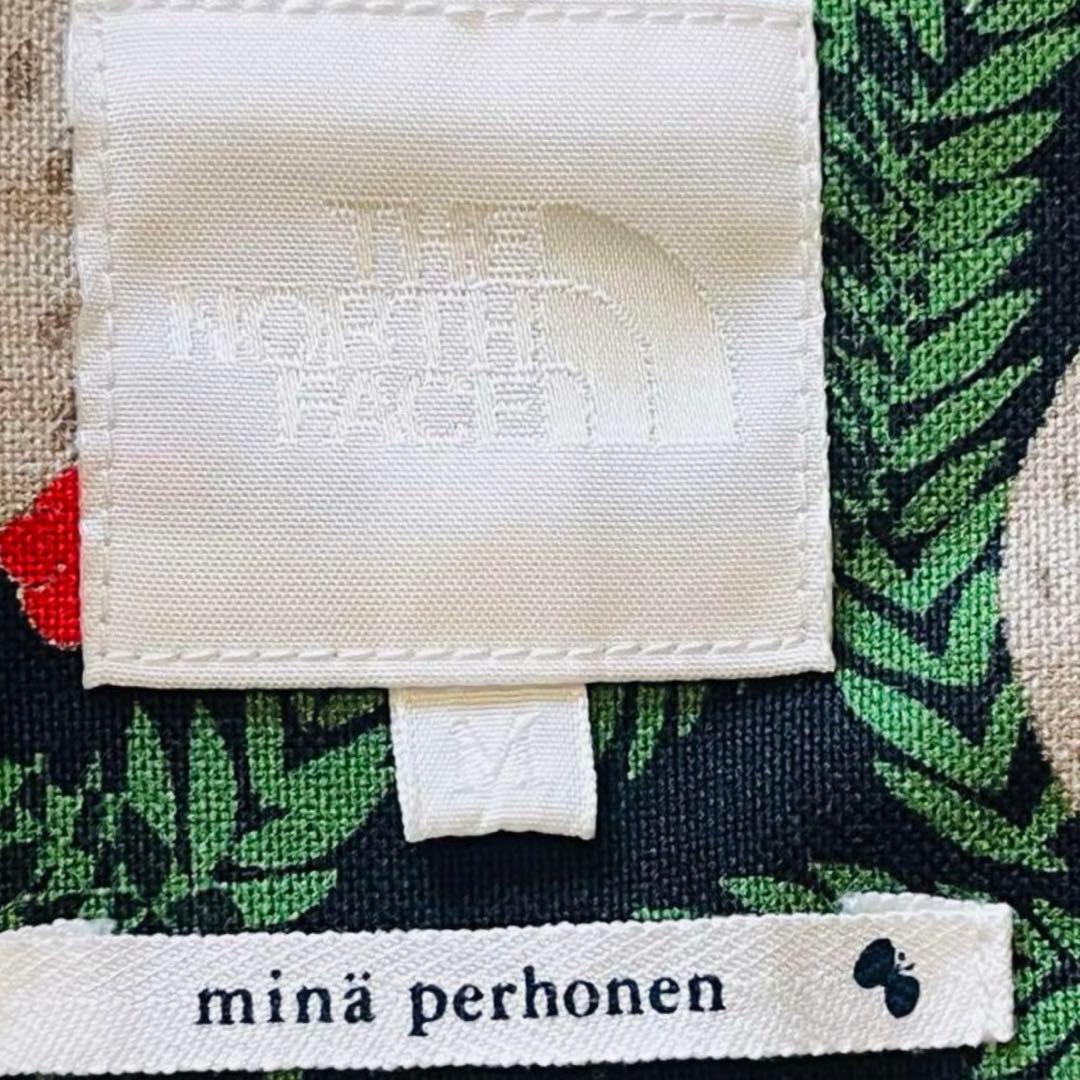 THE
NORTH
FACE
M
minä perhonen